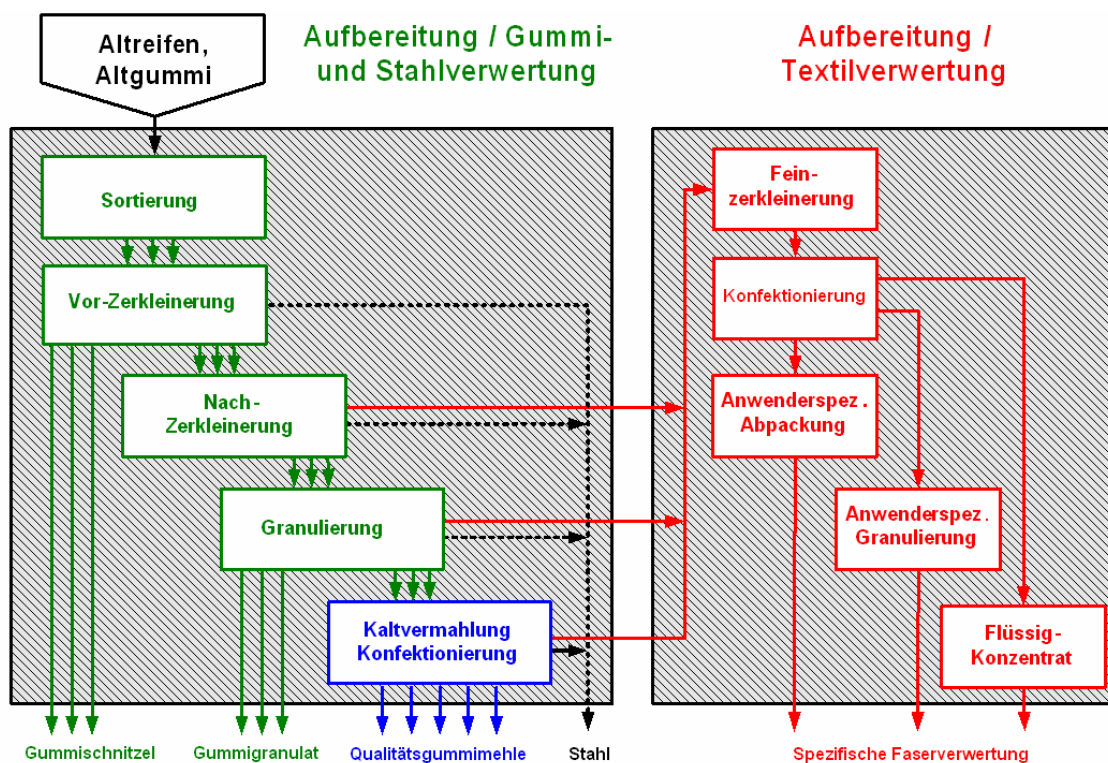 Altreifen,
Altgummi
Aufbereitung / Gummi-
und Stahlverwertung
Aufbereitung /
Textilverwertung
Sortierung
Vor-Zerkleinerung
Nach-
Zerkleinerung
Granulierung
Kaltvermahlung
Konfektionierung
Fein-
zerkleinerung
Konfektionierung
Anwenderspez.
Abpackung
Anwenderspez.
Granulierung
Flüssig-
Konzentrat
Gummischnitzel
Gummigranulat
Qualitätsgummimehle
Stahl
Spezifische Faserverwertung